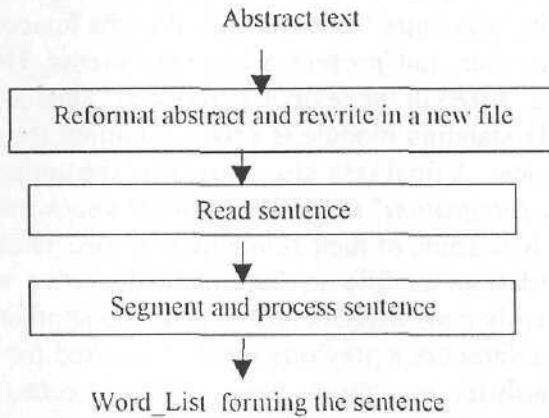 Abstract text
Reformat abstract and rewrite in a new file
Read sentence
Segment and process sentence
Word_List forming the sentence